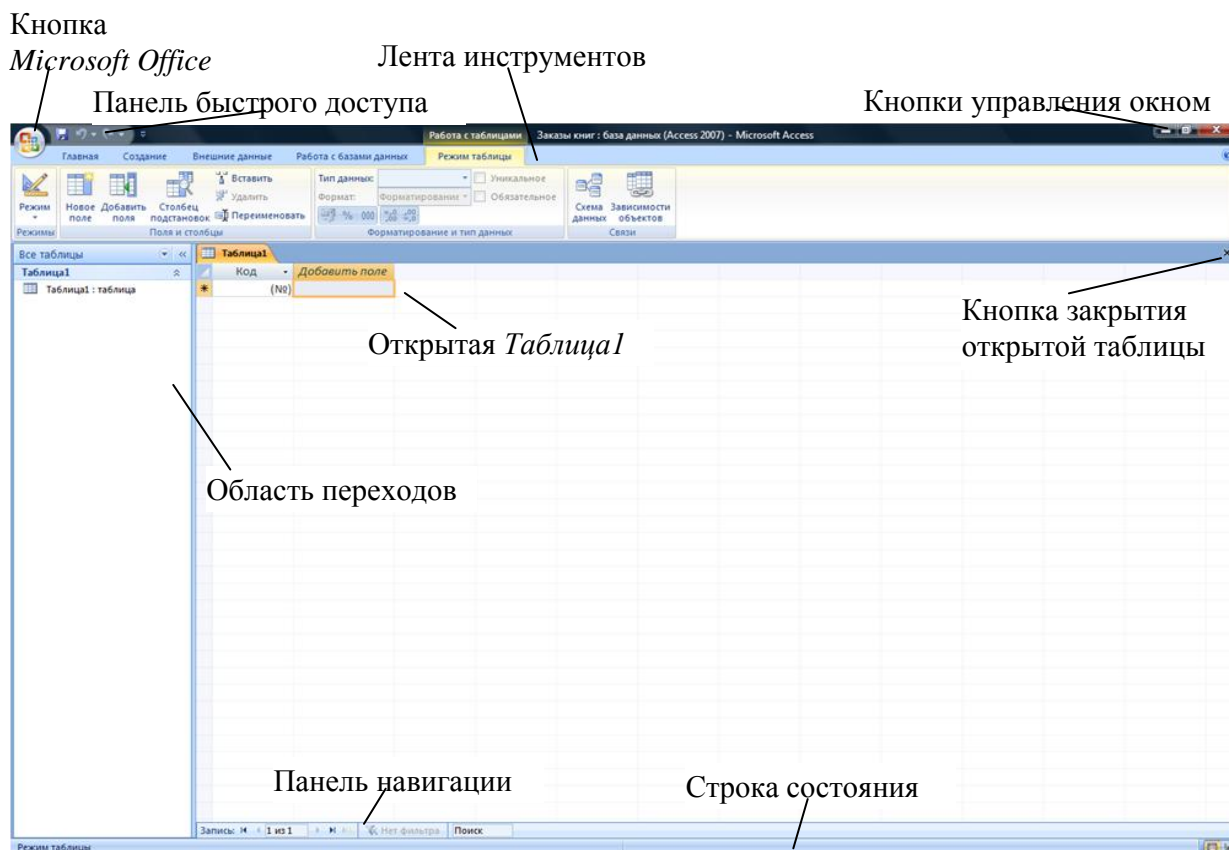 Кнопка
Microsoft Office
Лента инструментов
Панель быстрого доступа
Кнопки управления окном
Работа с таблицами Заказы книг : база данных (Access 2007) - Microsoft Access
Главная Создание Внешние данные Работа с базами данных Режим таблицы
Режим
Новое поле
Добавить поля
Столбец подстановок
Вставить
Удалить
Переименовать
Тип данных:
Формат: Форматировани
% 000
Уникальное
Обязательное
Схема данных
Зависимости объектов
Режимы Поля и столбцы Форматирование и тип данных Связи
Все таблицы
Таблица1
Таблица1 : таблица
Таблица1
Код Добавить поле
(№)
Открытая Таблица1
Кнопка закрытия
открытой таблицы
Область переходов
Панель навигации
Строка состояния
Запись: 1 из 1 Нет фильтра Поиск
Режим таблицы